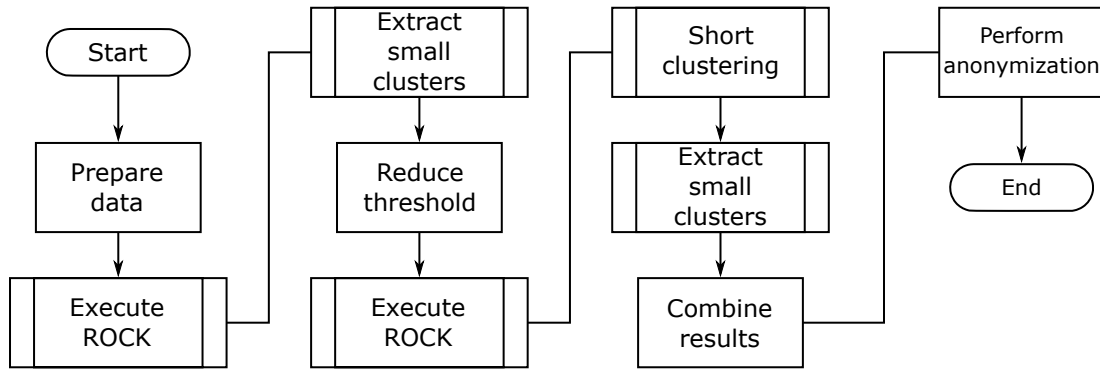 Start
Prepare
data
Execute
ROCK
Extract
small
clusters
Reduce
threshold
Execute
ROCK
Short
clustering
Extract
small
clusters
Combine
results
Perform
anonymization
End